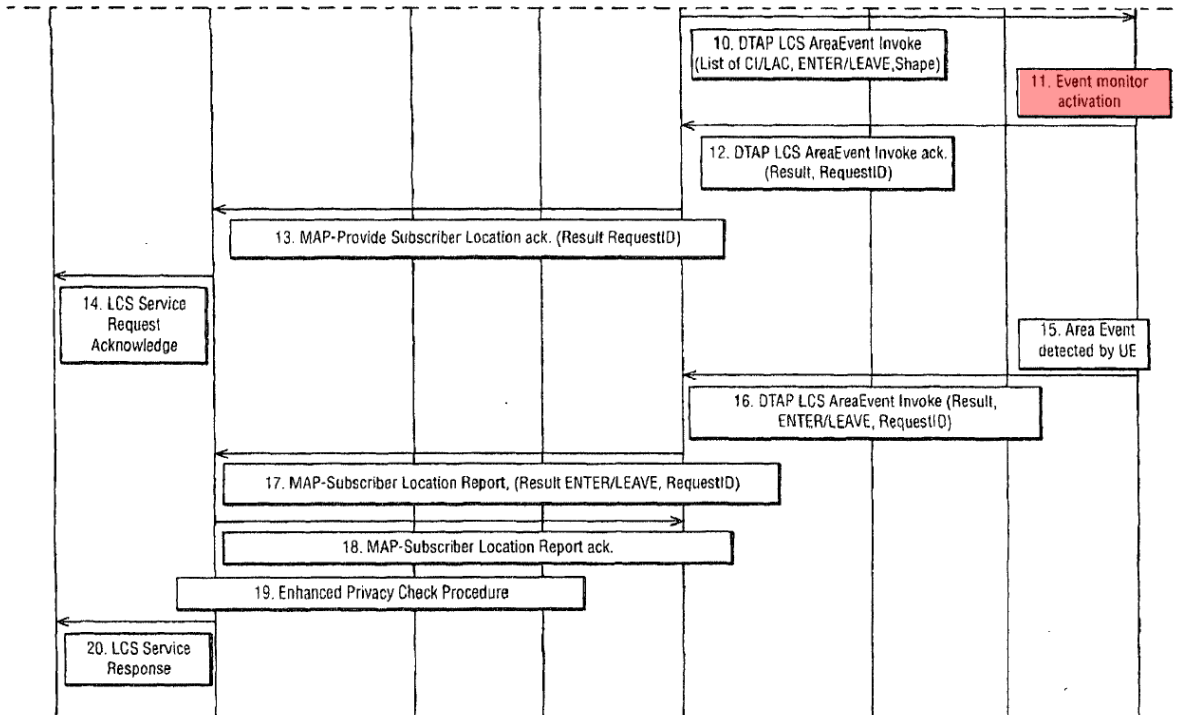 10. DTAP LCS AreaEvent Invoke
(List of CI/LAC, ENTER/LEAVE,Shape)
11. Event monitor
activation
12. DTAP LCS AreaEvent Invoke ack.
(Result, RequestID)
13. MAP-Provide Subscriber Location ack. (Result RequestID)
14. LCS Service
Request
Acknowledge
15. Area Event
detected by UE
16. DTAP LCS AreaEvent Invoke (Result,
ENTER/LEAVE, RequestID)
17. MAP-Subscriber Location Report, (Result ENTER/LEAVE, RequestID)
18. MAP-Subscriber Location Report ack.
19. Enhanced Privacy Check Procedure
20. LCS Service
Response